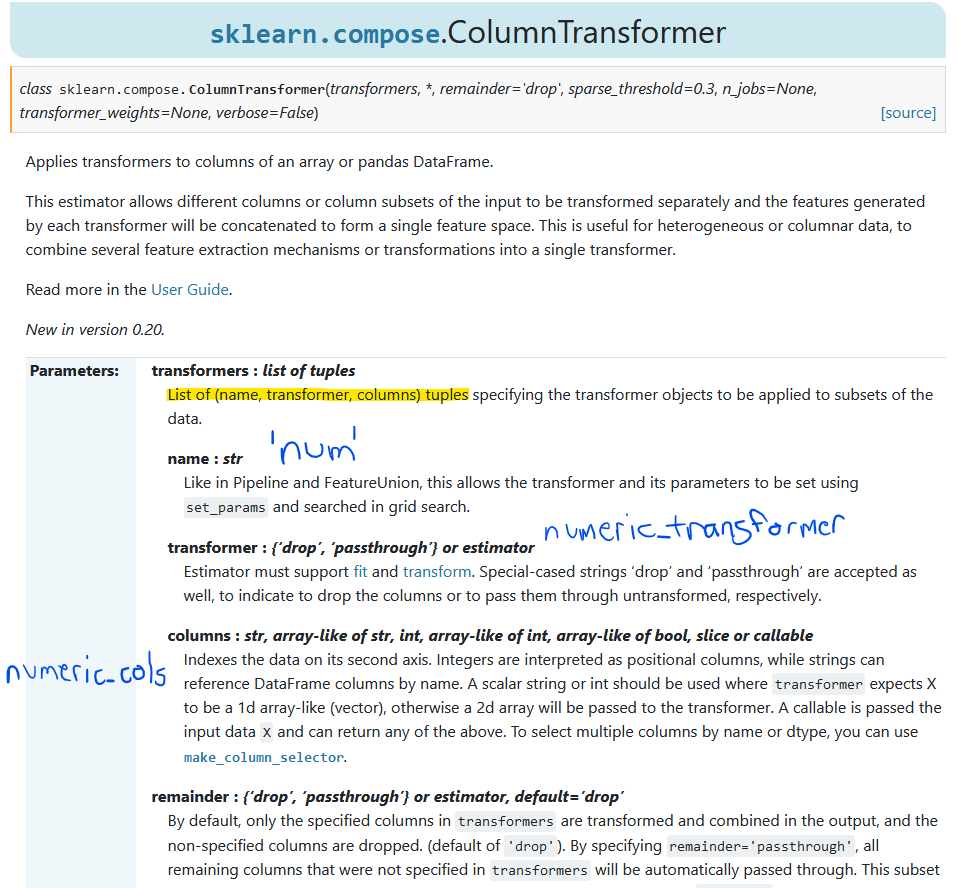 sklearn.compose.ColumnTransformer
class sklearn.compose.ColumnTransformer(transformers, *, remainder='drop', sparse_threshold=0.3, n_jobs=None,
transformer_weights=None, verbose=False) [source]
Applies transformers to columns of an array or pandas DataFrame.
This estimator allows different columns or column subsets of the input to be transformed separately and the features generated
by each transformer will be concatenated to form a single feature space. This is useful for heterogeneous or columnar data, to
combine several feature extraction mechanisms or transformations into a single transformer.
Read more in the User Guide.
New in version 0.20.
Parameters: transformers : list of tuples
List of (name, transformer, columns) tuples specifying the transformer objects to be applied to subsets of the
data.
'num'
name : str
Like in Pipeline and FeatureUnion, this allows the transformer and its parameters to be set using
set_params and searched in grid search.
numeric_transformer
transformer : {'drop', 'passthrough'} or estimator
Estimator must support fit and transform. Special-cased strings 'drop' and 'passthrough' are accepted as
well, to indicate to drop the columns or to pass them through untransformed, respectively.
columns : str, array-like of str, int, array-like of int, array-like of bool, slice or callable
numeric_cols
Indexes the data on its second axis. Integers are interpreted as positional columns, while strings can
reference DataFrame columns by name. A scalar string or int should be used where transformer expects X
to be a 1d array-like (vector), otherwise a 2d array will be passed to the transformer. A callable is passed the
input data X and can return any of the above. To select multiple columns by name or dtype, you can use
make_column_selector.
remainder : {'drop', 'passthrough'} or estimator, default='drop'
By default, only the specified columns in transformers are transformed and combined in the output, and the
non-specified columns are dropped. (default of 'drop'). By specifying remainder='passthrough', all
remaining columns that were not specified in transformers will be automatically passed through. This subset